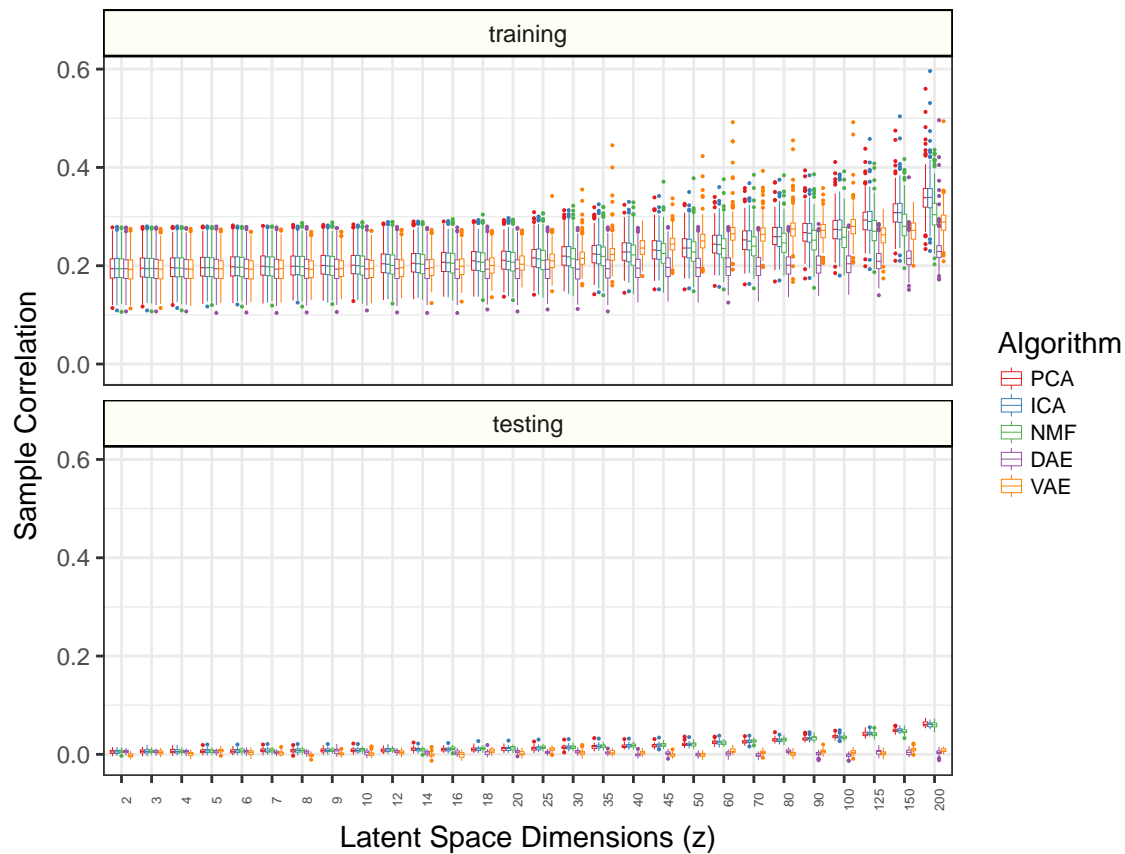 training
0.6
0.4
0.2
0.0
testing
0.6
0.4
0.2
0.0
Sample Correlation
2 3 4 5 6 7 8 9 10 12 14 16 18 20 25 30 35 40 45 50 60 70 80 90 100 125 150 200
Latent Space Dimensions (z)
Algorithm
PCA
ICA
NMF
DAE
VAE